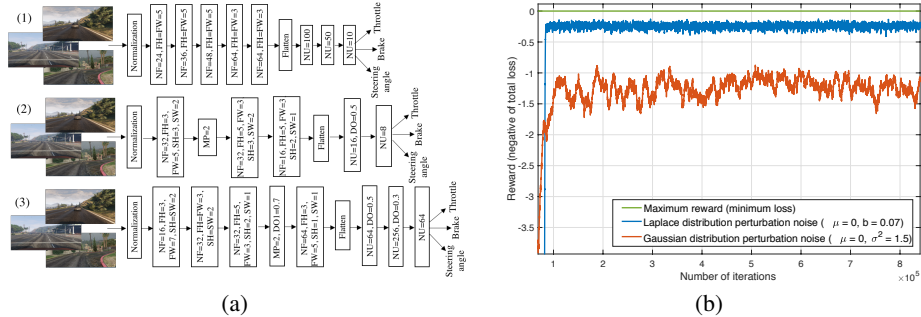 (1)
Normalization
NF=24, FH=FW=5
NF=36, FH=FW=5
NF=48, FH=FW=5
NF=64, FH=FW=3
NF=64, FH=FW=3
Flatten
NU=100
NU=50
NU=10
Throttle
Brake
Steering
angle
(2)
Normalization
NF=32, FH=3,
FW=5, SH=3, SW=2
MP=2
NF=32, FH=5, FW=3
SH=3, SW=2
NF=16, FH=5, FW=3
SH=2, SW=1
Flatten
NU=16, DO=0.5
NU=8
Throttle
Brake
Steering
angle
(3)
Normalization
NF=16, FH=3,
FW=7, SH=SW=2
NF=32, FH=FW=3,
SH=SW=2
NF=32, FH=5,
FW=3, SH=2, SW=1
MP=2, DO1=0.7
NF=64, FH=3,
FW=5, SH=1, SW=1
Flatten
NU=64, DO=0.5
NU=256, DO=0.3
NU=64
Throttle
Brake
Steering
angle
(a)
Reward (negative of total loss)
0
-0.5
-1
-1.5
-2
-2.5
-3
-3.5
Maximum reward (minimum loss)
Laplace distribution perturbation noise ( μ = 0, b = 0.07)
Gaussian distribution perturbation noise ( μ = 0, σ² = 1.5)
1 2 3 4 5 6 7 8
Number of iterations
×10⁵
(b)